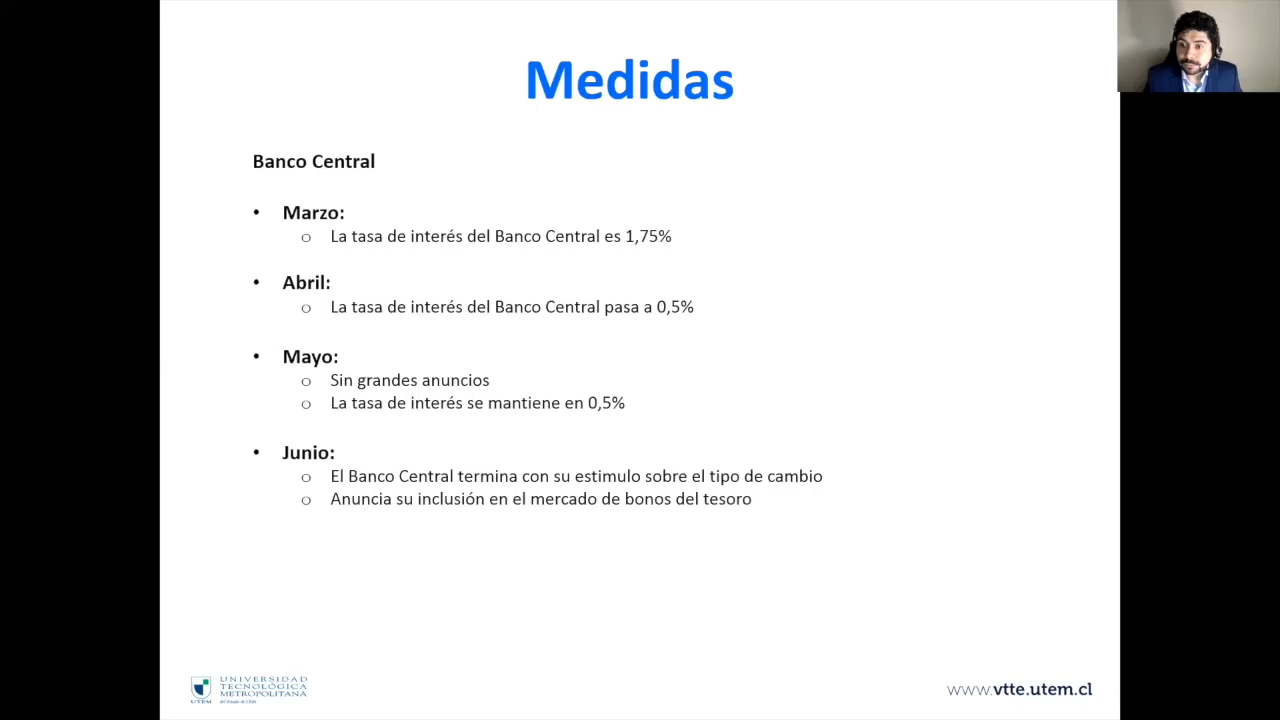 Medidas
Banco Central
• Marzo:
o La tasa de interés del Banco Central es 1,75%
• Abril:
o La tasa de interés del Banco Central pasa a 0,5%
• Mayo:
o Sin grandes anuncios
o La tasa de interés se mantiene en 0,5%
• Junio:
o El Banco Central termina con su estimulo sobre el tipo de cambio
o Anuncia su inclusión en el mercado de bonos del tesoro
UTEM
UNIVERSIDAD
TECNOLÓGICA
METROPOLITANA
del Estado de Chile
www.vtte.utem.cl